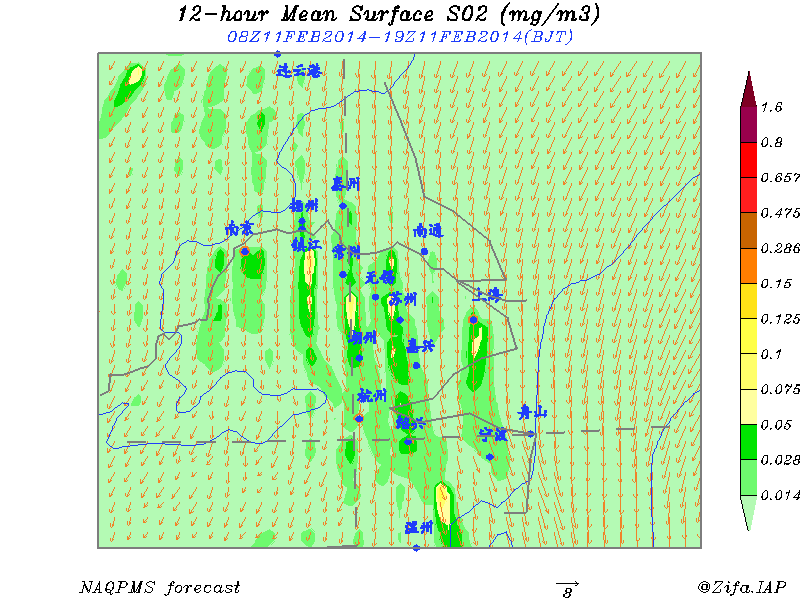 12-hour Mean Surface SO2 (mg/m3)
08Z11FEB2014-19Z11FEB2014(BJT)
连云港
1.6
0.8
0.657
0.475
0.286
0.15
0.125
0.1
0.075
0.05
0.028
0.014
泰州
扬州
南京
镇江
常州
南通
无锡
苏州
上海
湖州
嘉兴
杭州
绍兴
舟山
宁波
温州
NAQPMS forecast
8
@Zifa.IAP